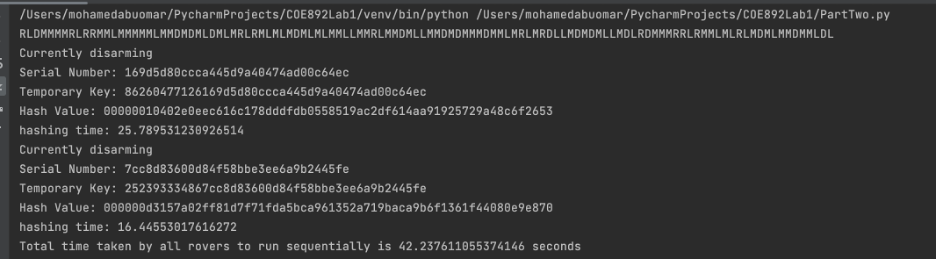 /Users/mohamedabuomar/PycharmProjects/COE892Lab1/venv/bin/python /Users/mohamedabuomar/PycharmProjects/COE892Lab1/PartTwo.py
RLDMMMMRLRRMMLMMMMMLMMDMDMLDMLMRLRMLMLMDMLMLMMLLMMRLMMDMLLMMDMDMMMDMMLMRLMRDLLMDMDMLLMDLRDMMMRRLRMMLMLRLMDMLMMDMMLDL
Currently disarming
Serial Number: 169d5d80ccca445d9a40474ad00c64ec
Temporary Key: 86260477126169d5d80ccca445d9a40474ad00c64ec
Hash Value: 00000010402e0eec616c178dddfdb0558519ac2df614aa91925729a48c6f2653
hashing time: 25.789531230926514
Currently disarming
Serial Number: 7cc8d83600d84f58bbe3ee6a9b2445fe
Temporary Key: 252393334867cc8d83600d84f58bbe3ee6a9b2445fe
Hash Value: 000000d3157a02ff81d7f71fda5bca961352a719baca9b6f1361f44080e9e870
hashing time: 16.44553017616272
Total time taken by all rovers to run sequentially is 42.237611055374146 seconds